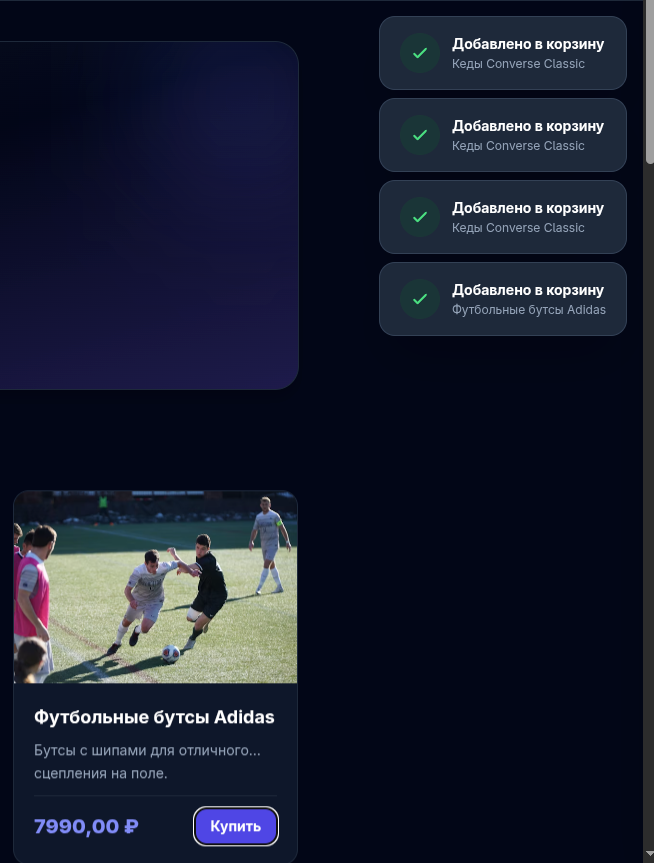 Добавлено в корзину
Кеды Converse Classic
Добавлено в корзину
Кеды Converse Classic
Добавлено в корзину
Кеды Converse Classic
Добавлено в корзину
Футбольные бутсы Adidas
Футбольные бутсы Adidas
Бутсы с шипами для отличного...
сцепления на поле.
7990,00 ₽
Купить